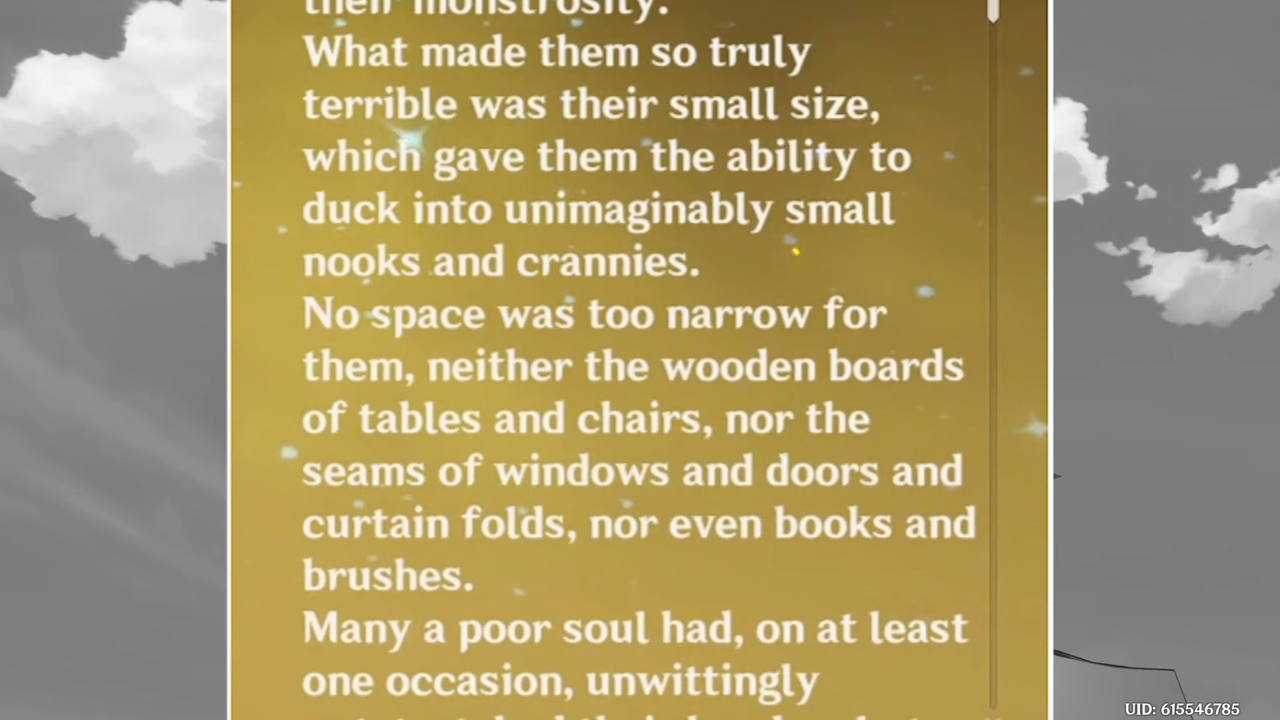 their monstrosity.
What made them so truly
terrible was their small size,
which gave them the ability to
duck into unimaginably small
nooks and crannies.
No space was too narrow for
them, neither the wooden boards
of tables and chairs, nor the
seams of windows and doors and
curtain folds, nor even books and
brushes.
Many a poor soul had, on at least
one occasion, unwittingly
UID: 615546785